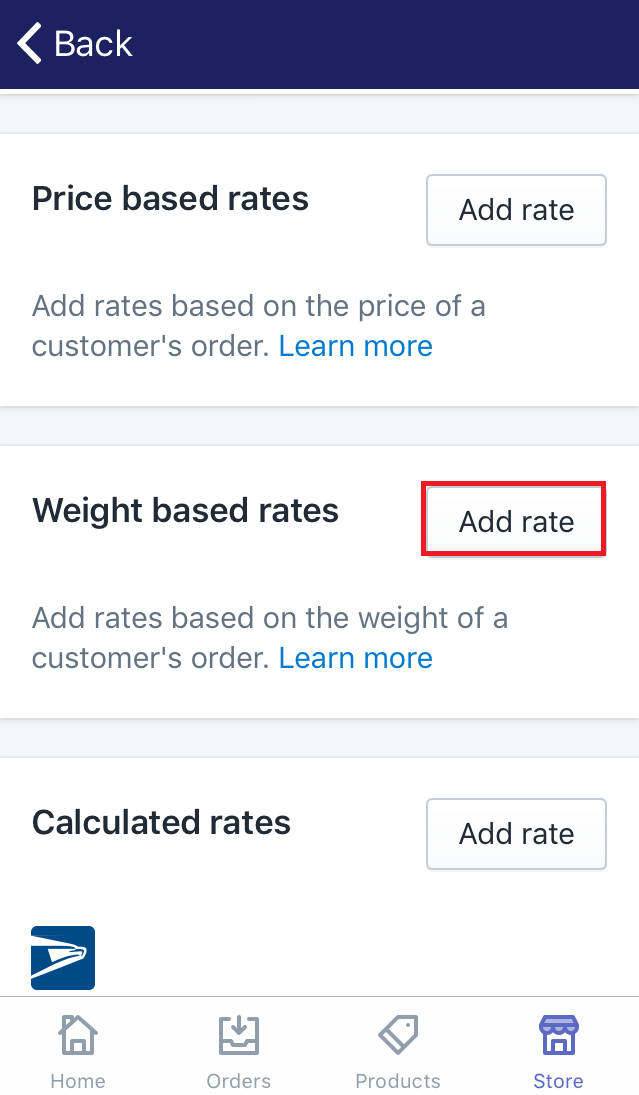 Back
Price based rates
Add rate
Add rates based on the price of a
customer's order. Learn more
Weight based rates
Add rate
Add rates based on the weight of a
customer's order. Learn more
Calculated rates
Add rate
Home
Orders
Products
Store